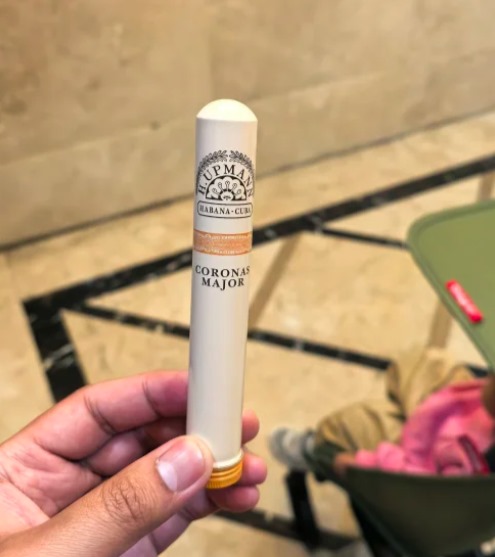 H. UPMANN
HABANA-CUBA
CORONAS
MAJOR